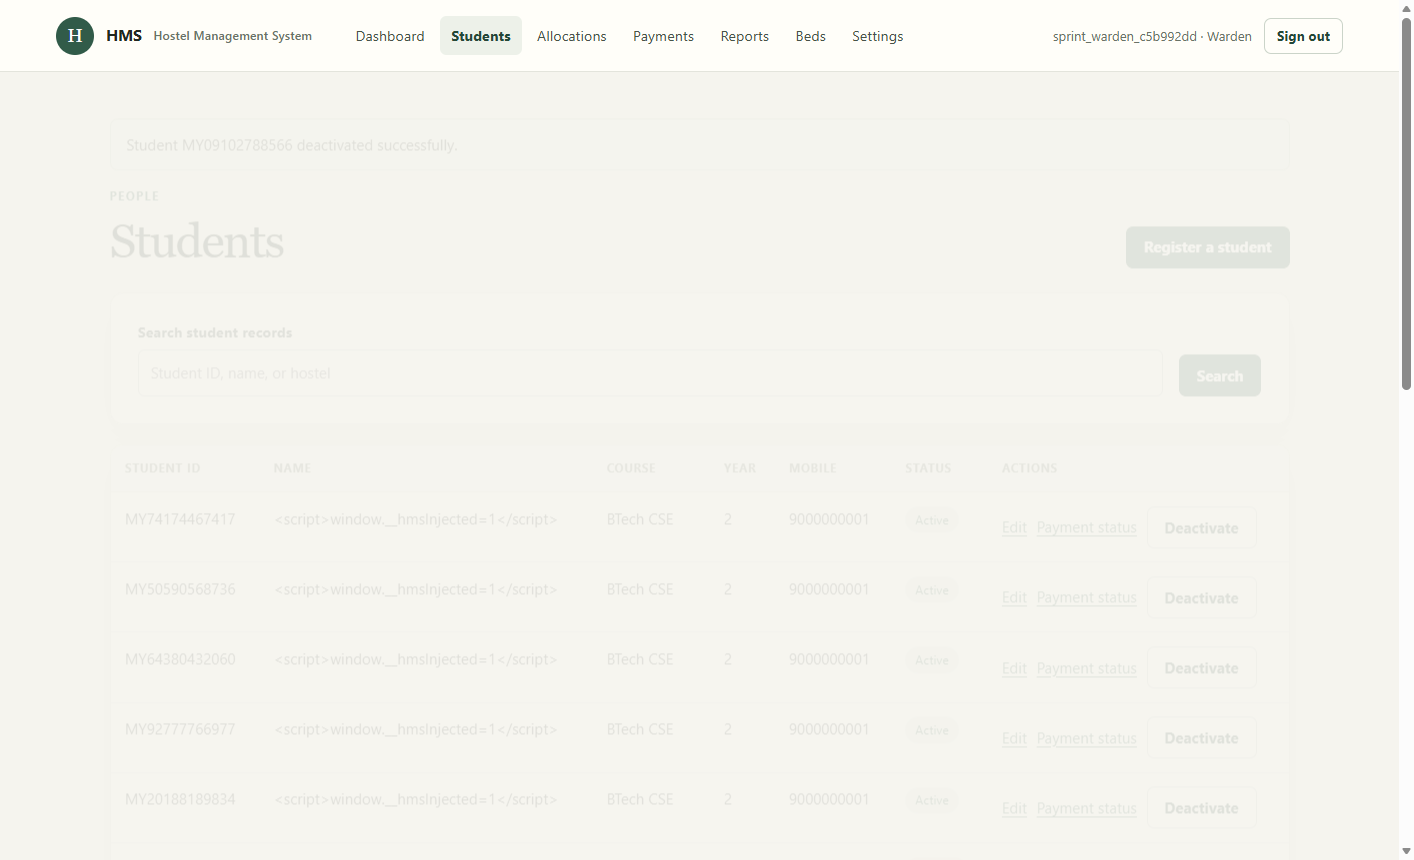 H HMS Hostel Management System Dashboard Students Allocations Payments Reports Beds Settings sprint_warden_c5b992dd · Warden Sign out
Student MY09102788566 deactivated successfully.
PEOPLE
Students
Register a student
Search student records
Student ID, name, or hostel
Search
STUDENT ID NAME COURSE YEAR MOBILE STATUS ACTIONS
MY74174467417 <script>window.__hmsInjected=1</script> BTech CSE 2 9000000001 Active Edit Payment status Deactivate
MY50590568736 <script>window.__hmsInjected=1</script> BTech CSE 2 9000000001 Active Edit Payment status Deactivate
MY64380432060 <script>window.__hmsInjected=1</script> BTech CSE 2 9000000001 Active Edit Payment status Deactivate
MY92777766977 <script>window.__hmsInjected=1</script> BTech CSE 2 9000000001 Active Edit Payment status Deactivate
MY20188189834 <script>window.__hmsInjected=1</script> BTech CSE 2 9000000001 Active Edit Payment status Deactivate